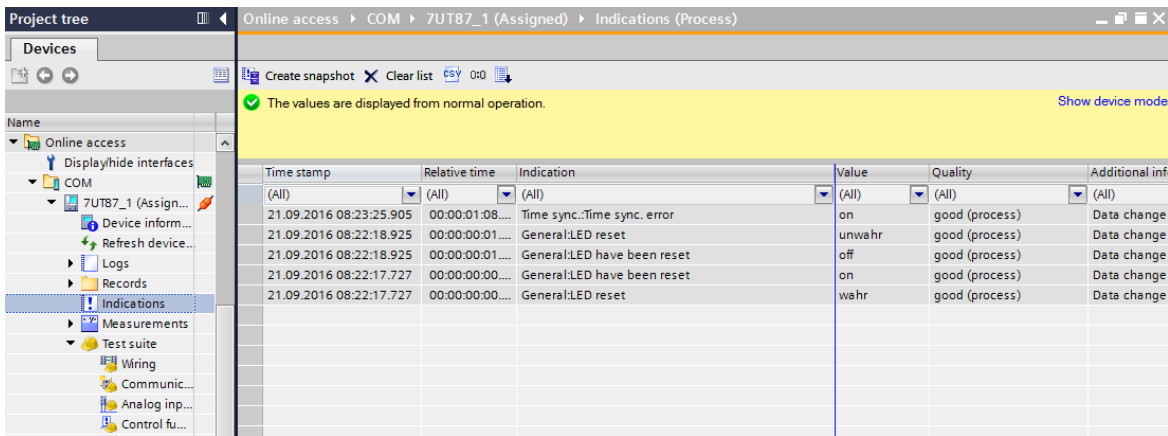 Project tree
Online access ▸ COM ▸ 7UT87_1 (Assigned) ▸ Indications (Process)
Devices
Create snapshot Clear list CSV 0:0
The values are displayed from normal operation.
Show device mode
Name
Online access
Display/hide interfaces
COM
7UT87_1 (Assign...
Device inform...
Refresh device...
Logs
Records
Indications
Measurements
Test suite
Wiring
Communic...
Analog inp...
Control fu...
Time stamp Relative time Indication Value Quality Additional inf
(All) (All) (All) (All) (All) (All)
21.09.2016 08:23:25.905 00:00:01:08.... Time sync.:Time sync. error on good (process) Data change
21.09.2016 08:22:18.925 00:00:00:01.... General:LED reset unwahr good (process) Data change
21.09.2016 08:22:18.925 00:00:00:01.... General:LED have been reset off good (process) Data change
21.09.2016 08:22:17.727 00:00:00:00.... General:LED have been reset on good (process) Data change
21.09.2016 08:22:17.727 00:00:00:00.... General:LED reset wahr good (process) Data change